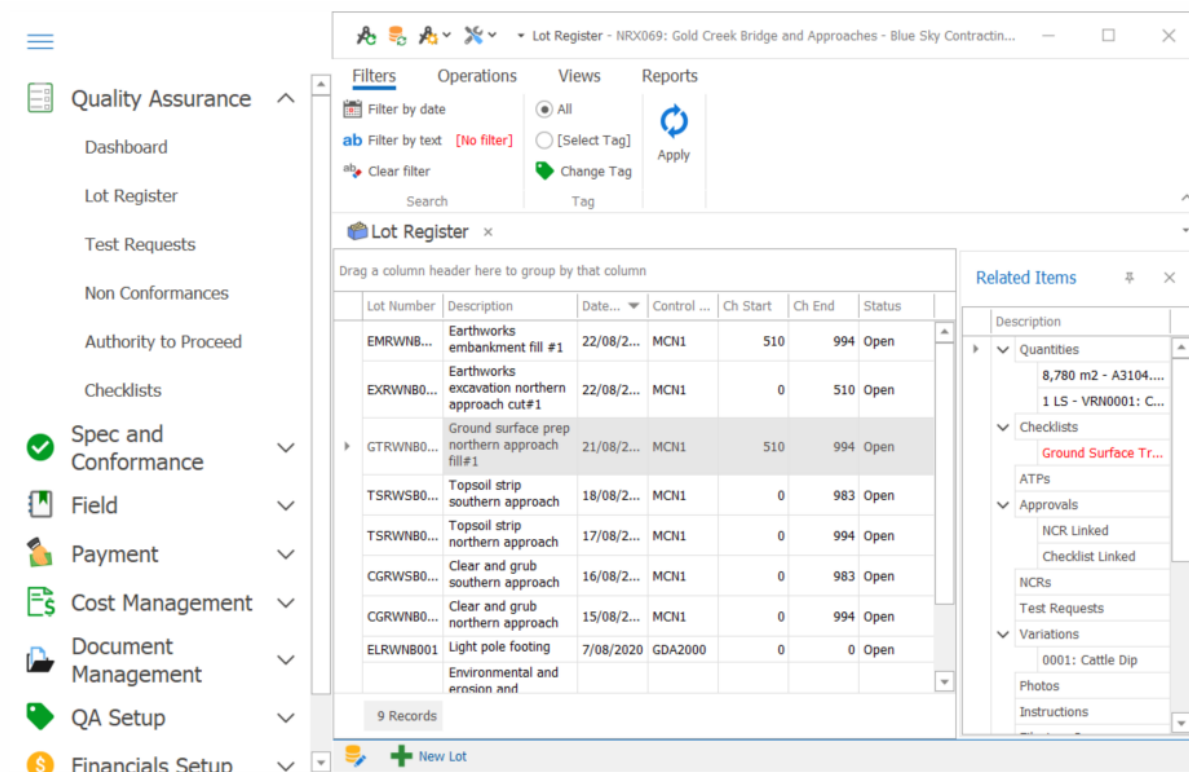 Lot Register - NRX069: Gold Creek Bridge and Approaches - Blue Sky Contractin...
Quality Assurance
Dashboard
Lot Register
Test Requests
Non Conformances
Authority to Proceed
Checklists
Spec and
Conformance
Field
Payment
Cost Management
Document
Management
QA Setup
Financials Setup
Filters Operations Views Reports
Filter by date
ab Filter by text [No filter]
Clear filter
Search
All
[Select Tag]
Change Tag
Tag
Apply
Lot Register
Drag a column header here to group by that column
Lot Number Description Date... Control ... Ch Start Ch End Status
EMRWNB... Earthworks embankment fill #1 22/08/2... MCN1 510 994 Open
EXRWNB0... Earthworks excavation northern approach cut#1 22/08/2... MCN1 0 510 Open
GTRWNB0... Ground surface prep northern approach fill#1 21/08/2... MCN1 510 994 Open
TSRWSB0... Topsoil strip southern approach 18/08/2... MCN1 0 983 Open
TSRWNB0... Topsoil strip northern approach 17/08/2... MCN1 0 994 Open
CGRWSB0... Clear and grub southern approach 16/08/2... MCN1 0 983 Open
CGRWNB0... Clear and grub northern approach 15/08/2... MCN1 0 994 Open
ELRWNB001 Light pole footing 7/08/2020 GDA2000 0 0 Open
Environmental and
erosion and
9 Records
New Lot
Related Items
Description
Quantities
8,780 m2 - A3104....
1 LS - VRN0001: C...
Checklists
Ground Surface Tr...
ATPs
Approvals
NCR Linked
Checklist Linked
NCRs
Test Requests
Variations
0001: Cattle Dip
Photos
Instructions